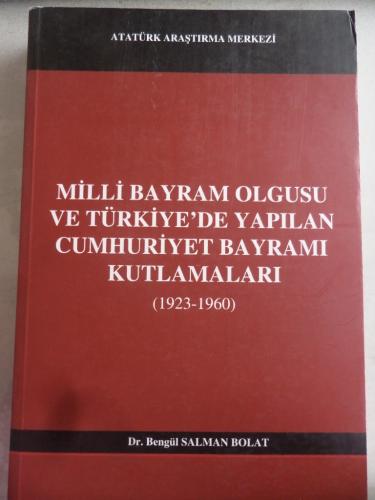 ATATÜRK ARAŞTIRMA MERKEZİ
MİLLİ BAYRAM OLGUSU
VE TÜRKİYE'DE YAPILAN
CUMHURİYET BAYRAMI
KUTLAMALARI
(1923-1960)
Dr. Bengül SALMAN BOLAT